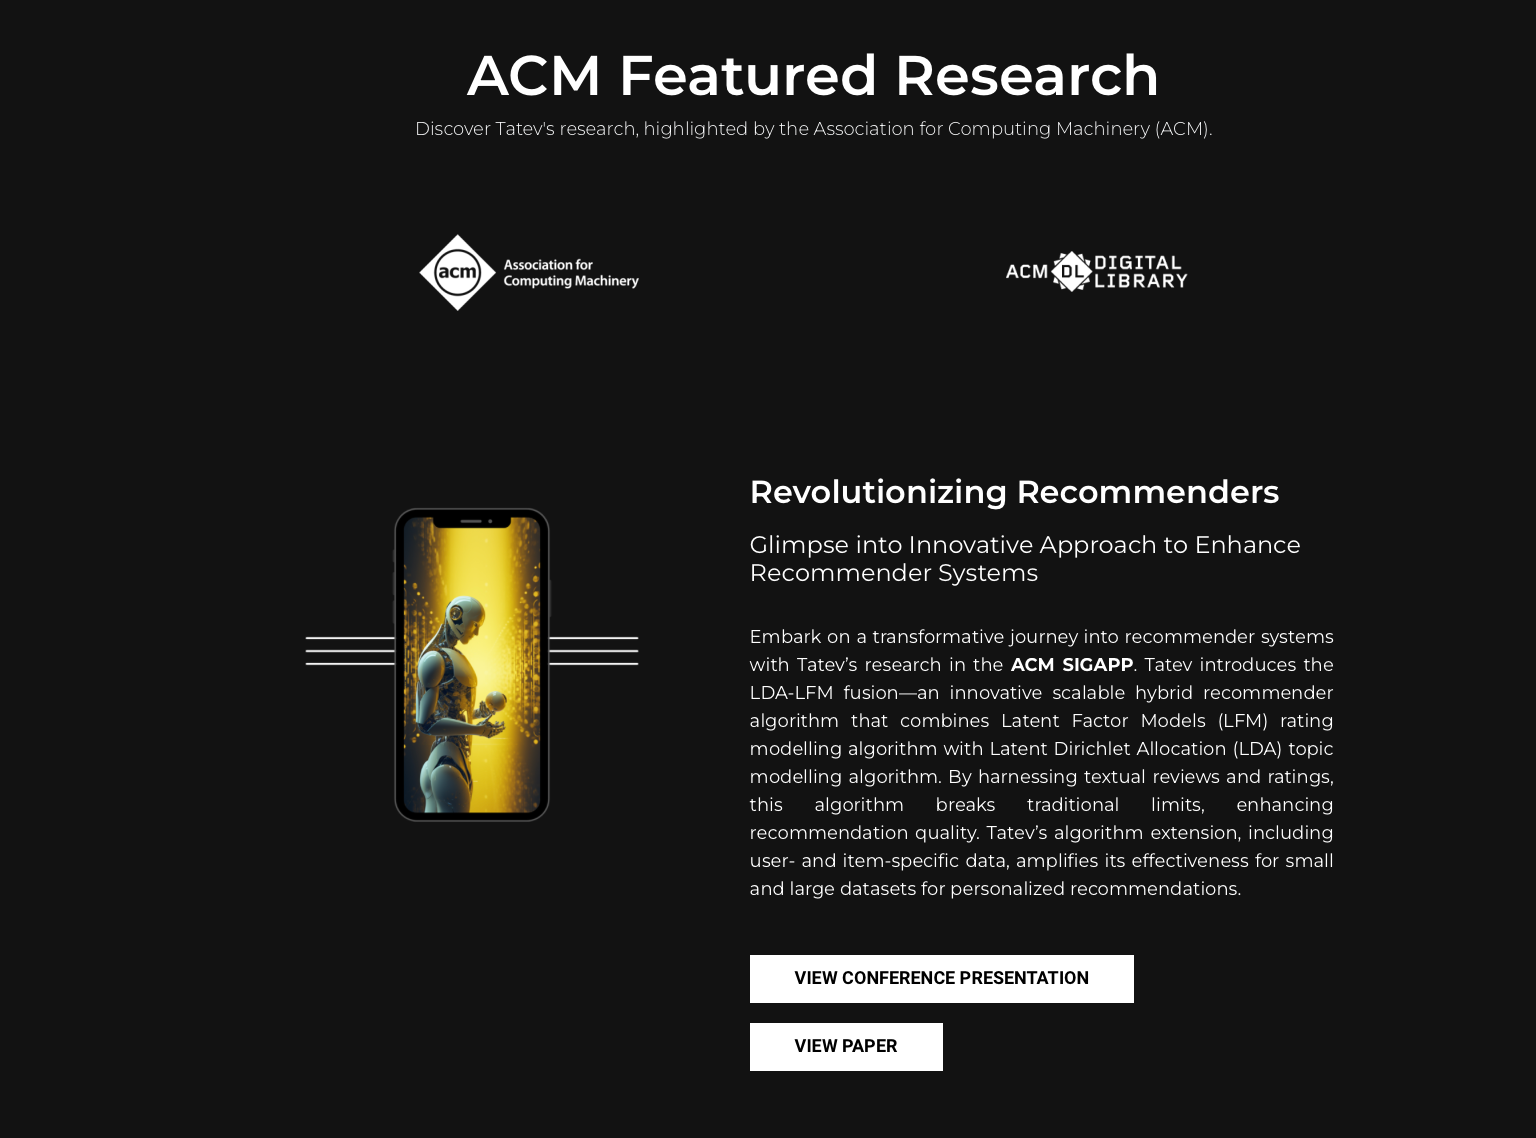 ACM Featured Research
Discover Tatev's research, highlighted by the Association for Computing Machinery (ACM).
acm
Association for
Computing Machinery
ACM DL DIGITAL
LIBRARY
Revolutionizing Recommenders
Glimpse into Innovative Approach to Enhance
Recommender Systems
Embark on a transformative journey into recommender systems
with Tatev’s research in the ACM SIGAPP. Tatev introduces the
LDA-LFM fusion—an innovative scalable hybrid recommender
algorithm that combines Latent Factor Models (LFM) rating
modelling algorithm with Latent Dirichlet Allocation (LDA) topic
modelling algorithm. By harnessing textual reviews and ratings,
this algorithm breaks traditional limits, enhancing
recommendation quality. Tatev’s algorithm extension, including
user- and item-specific data, amplifies its effectiveness for small
and large datasets for personalized recommendations.
VIEW CONFERENCE PRESENTATION
VIEW PAPER